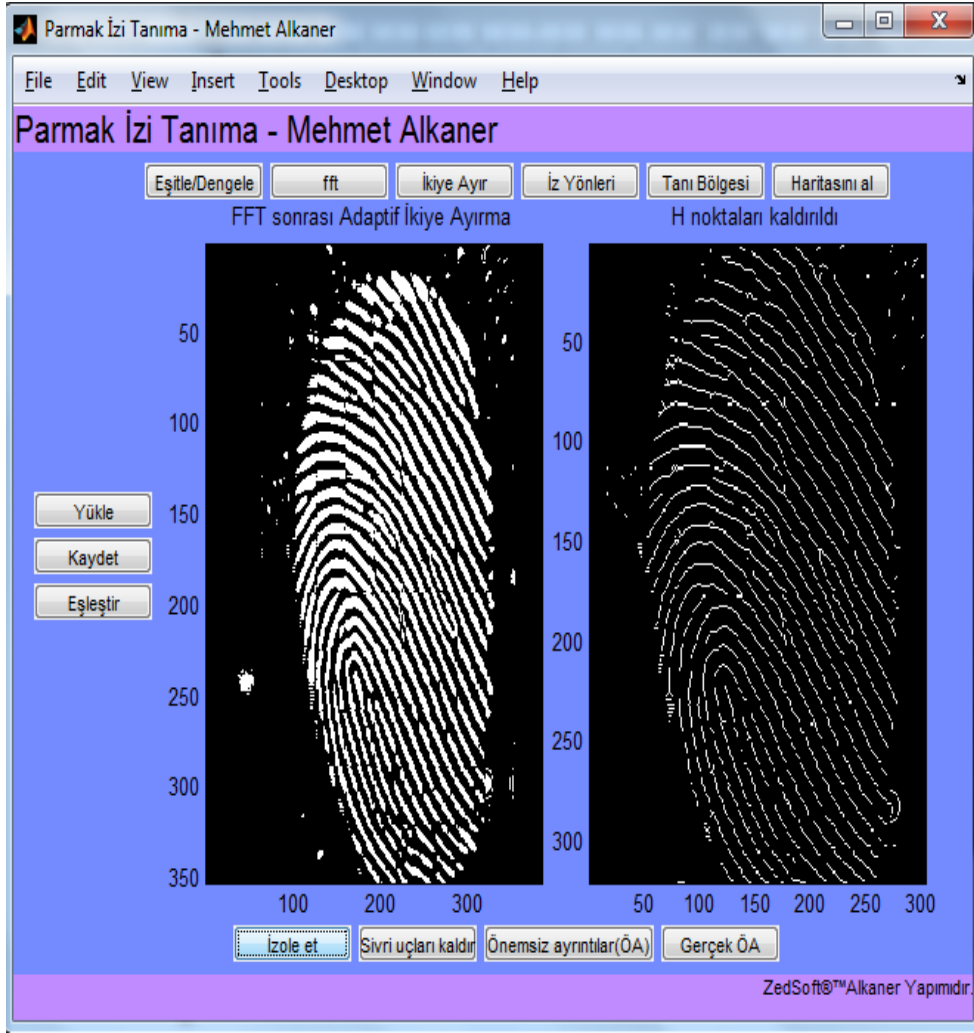 Parmak İzi Tanıma - Mehmet Alkaner
File Edit View Insert Tools Desktop Window Help
Parmak İzi Tanıma - Mehmet Alkaner
Eşitle/Dengele fft İkiye Ayır İz Yönleri Tanı Bölgesi Haritasını al
FFT sonrası Adaptif İkiye Ayırma H noktaları kaldırıldı
50
50
100
100
Yükle
150
150
Kaydet
Eşleştir
200
200
250
250
300
300
350
100 200 300 50 100 150 200 250 300
İzole et Sivri uçları kaldır Önemsiz ayrıntılar(ÖA) Gerçek ÖA
ZedSoft®™Alkaner Yapımıdır.